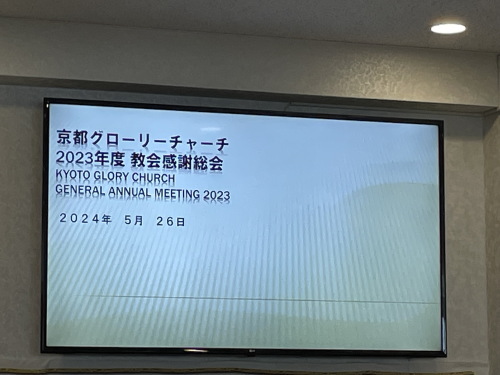 京都グローリーチャーチ
2023年度 教会感謝総会
KYOTO GLORY CHURCH
GENERAL ANNUAL MEETING 2023
２０２４年　５月　２６日